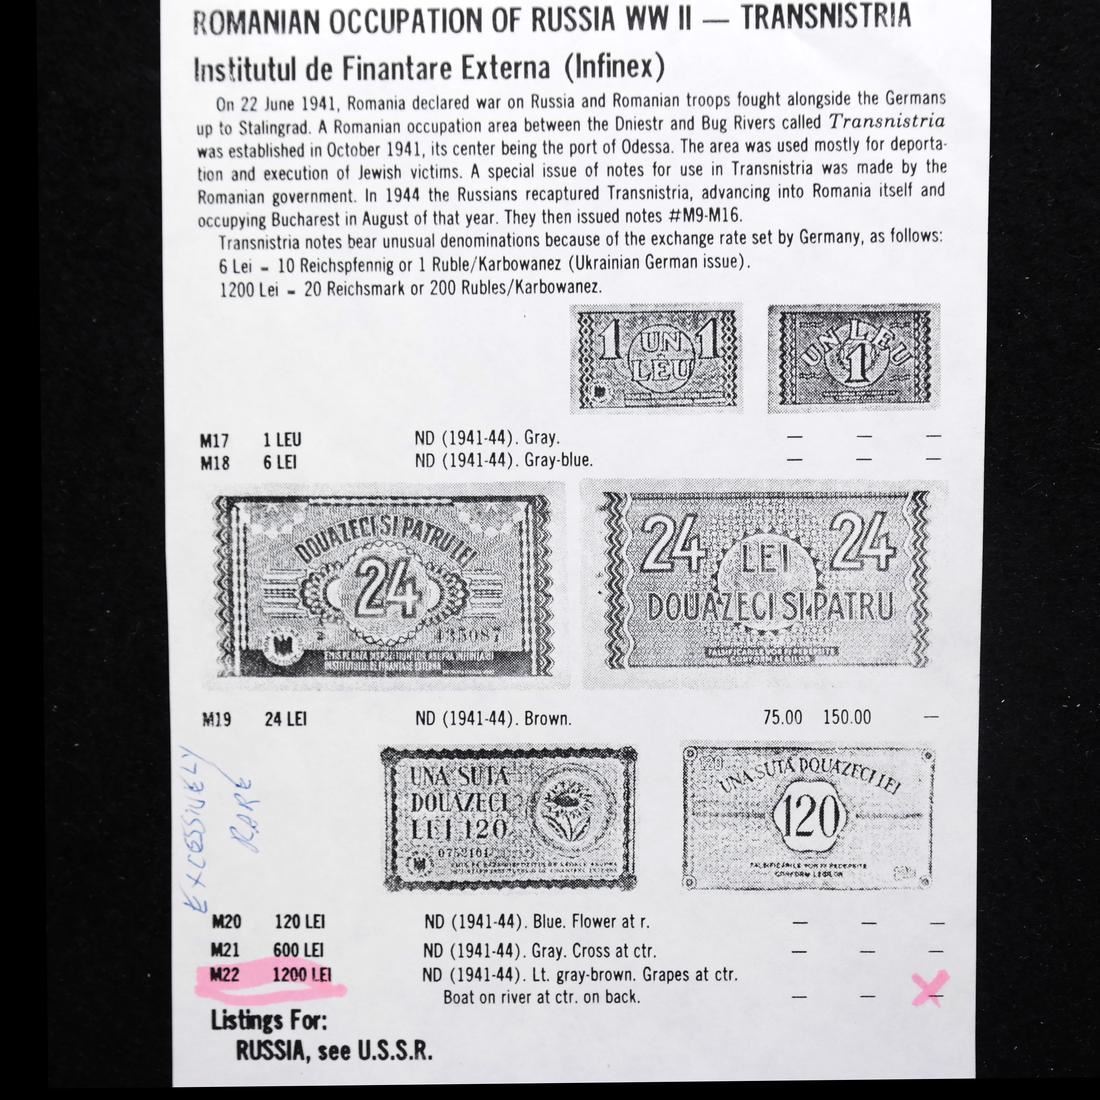 ROMANIAN OCCUPATION OF RUSSIA WW II — TRANSNISTRIA
Institutul de Finantare Externa (Infinex)
On 22 June 1941, Romania declared war on Russia and Romanian troops fought alongside the Germans
up to Stalingrad. A Romanian occupation area between the Dniestr and Bug Rivers called Transnistria
was established in October 1941, its center being the port of Odessa. The area was used mostly for deporta-
tion and execution of Jewish victims. A special issue of notes for use in Transnistria was made by the
Romanian government. In 1944 the Russians recaptured Transnistria, advancing into Romania itself and
occupying Bucharest in August of that year. They then issued notes #M9-M16.
Transnistria notes bear unusual denominations because of the exchange rate set by Germany, as follows:
6 Lei – 10 Reichspfennig or 1 Ruble/Karbowanez (Ukrainian German issue).
1200 Lei – 20 Reichsmark or 200 Rubles/Karbowanez.
1 UN LEU 1
UN LEU
1
M17 1 LEU ND (1941-44). Gray. — — —
M18 6 LEI ND (1941-44). Gray-blue. — — —
DOUAZECI SI PATRU LEI
24
435087
24 LEI 24
DOUAZECI SI PATRU
M19 24 LEI ND (1941-44). Brown. 75.00 150.00 —
EXCESSIVELY
RARE
UNA SUTA
DOUAZECI
LEI 120
UNA SUTA DOUAZECI LEI
120
FALSIFICARILE VOR FI PEDEPSITE
CONFORM LEGILOR
M20 120 LEI ND (1941-44). Blue. Flower at r. — — —
M21 600 LEI ND (1941-44). Gray. Cross at ctr. — — —
M22 1200 LEI ND (1941-44). Lt. gray-brown. Grapes at ctr.
Boat on river at ctr. on back. — — —
Listings For:
RUSSIA, see U.S.S.R.